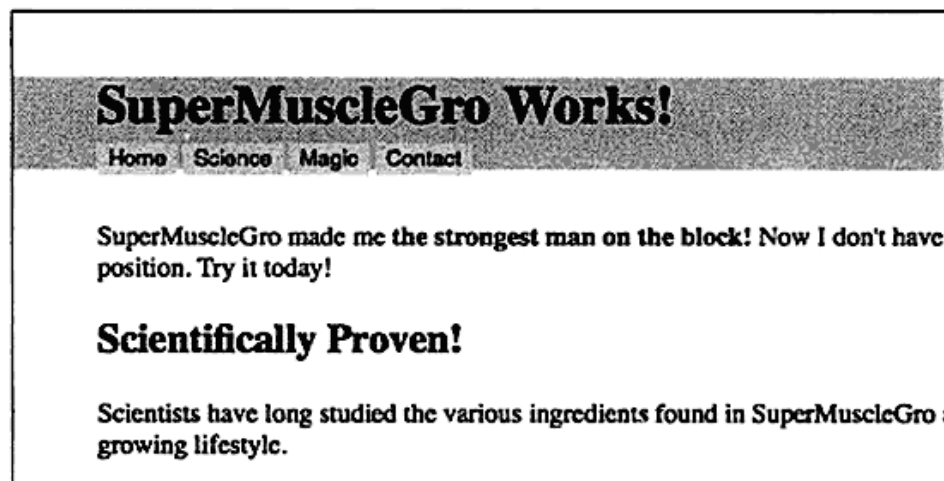 SuperMuscleGro Works!
Home Science Magic Contact
SuperMuscleGro made me the strongest man on the block! Now I don't have
position. Try it today!
Scientifically Proven!
Scientists have long studied the various ingredients found in SuperMuscleGro
growing lifestyle.